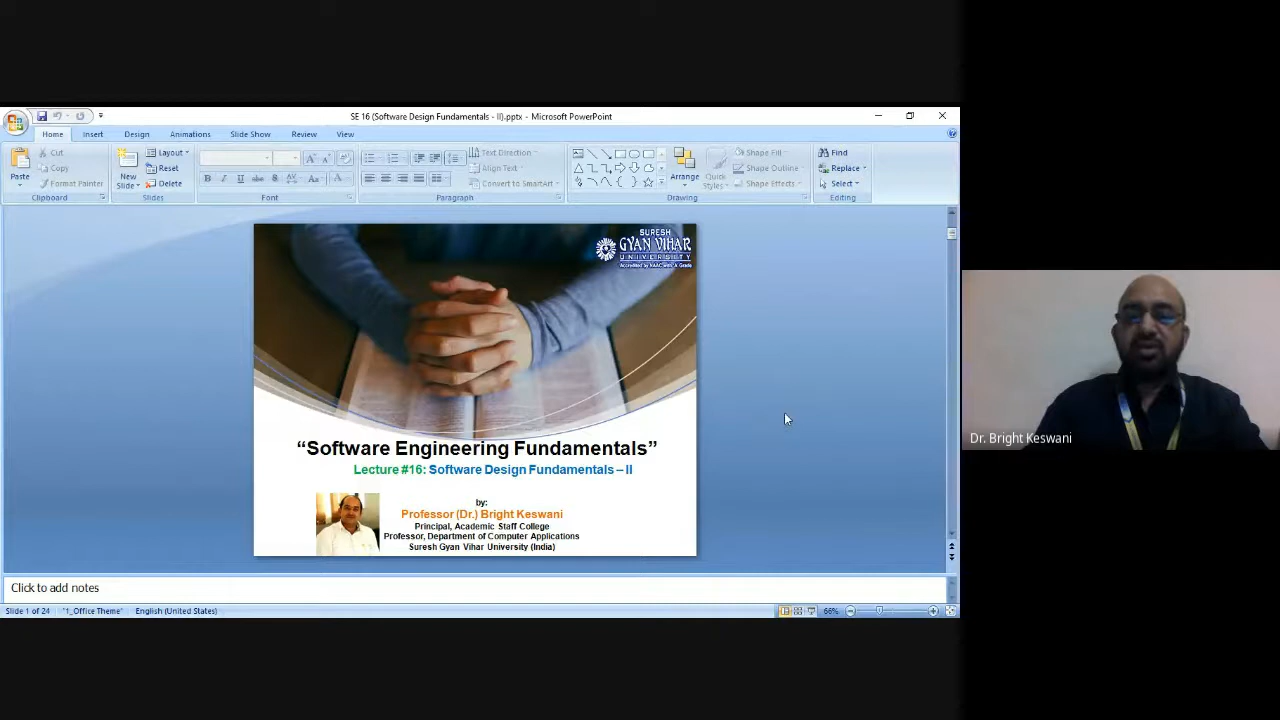 SE 16 (Software Design Fundamentals - II).pptx - Microsoft PowerPoint
Home Insert Design Animations Slide Show Review View
Paste
Cut
Copy
Format Painter
Clipboard
New Slide
Layout
Reset
Delete
Slides
Font
Text Direction
Align Text
Convert to SmartArt
Paragraph
Arrange
Quick Styles
Shape Fill
Shape Outline
Shape Effects
Drawing
Find
Replace
Select
Editing
SURESH
GYAN VIHAR
UNIVERSITY
Accredited by NAAC with 'A' Grade
“Software Engineering Fundamentals”
Lecture #16: Software Design Fundamentals – II
by:
Professor (Dr.) Bright Keswani
Principal, Academic Staff College
Professor, Department of Computer Applications
Suresh Gyan Vihar University (India)
Click to add notes
Slide 1 of 24 "1_Office Theme" English (United States) 66%
Dr. Bright Keswani